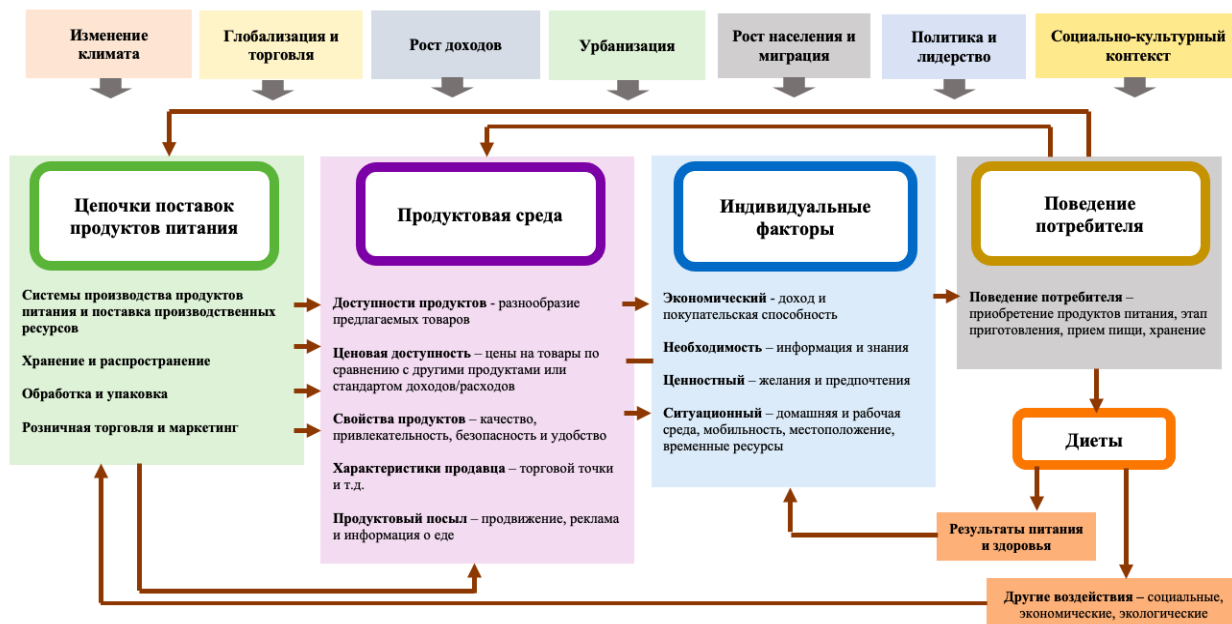 Изменение
климата
Глобализация и
торговля
Рост доходов
Урбанизация
Рост населения и
миграция
Политика и
лидерство
Социально-культурный
контекст
Цепочки поставок
продуктов питания
Системы производства продуктов
питания и поставка производственных
ресурсов
Хранение и распространение
Обработка и упаковка
Розничная торговля и маркетинг
Продуктовая среда
Доступности продуктов - разнообразие
предлагаемых товаров
Ценовая доступность – цены на товары по
сравнению с другими продуктами или
стандартом доходов/расходов
Свойства продуктов – качество,
привлекательность, безопасность и удобство
Характеристики продавца – торговой точки
и т.д.
Продуктовый посыл – продвижение, реклама
и информация о еде
Индивидуальные
факторы
Экономический - доход и
покупательская способность
Необходимость – информация и знания
Ценностный – желания и предпочтения
Ситуационный – домашняя и рабочая
среда, мобильность, местоположение,
временные ресурсы
Поведение
потребителя
Поведение потребителя –
приобретение продуктов питания, этап
приготовления, прием пищи, хранение
Диеты
Результаты питания
и здоровья
Другие воздействия – социальные,
экономические, экологические